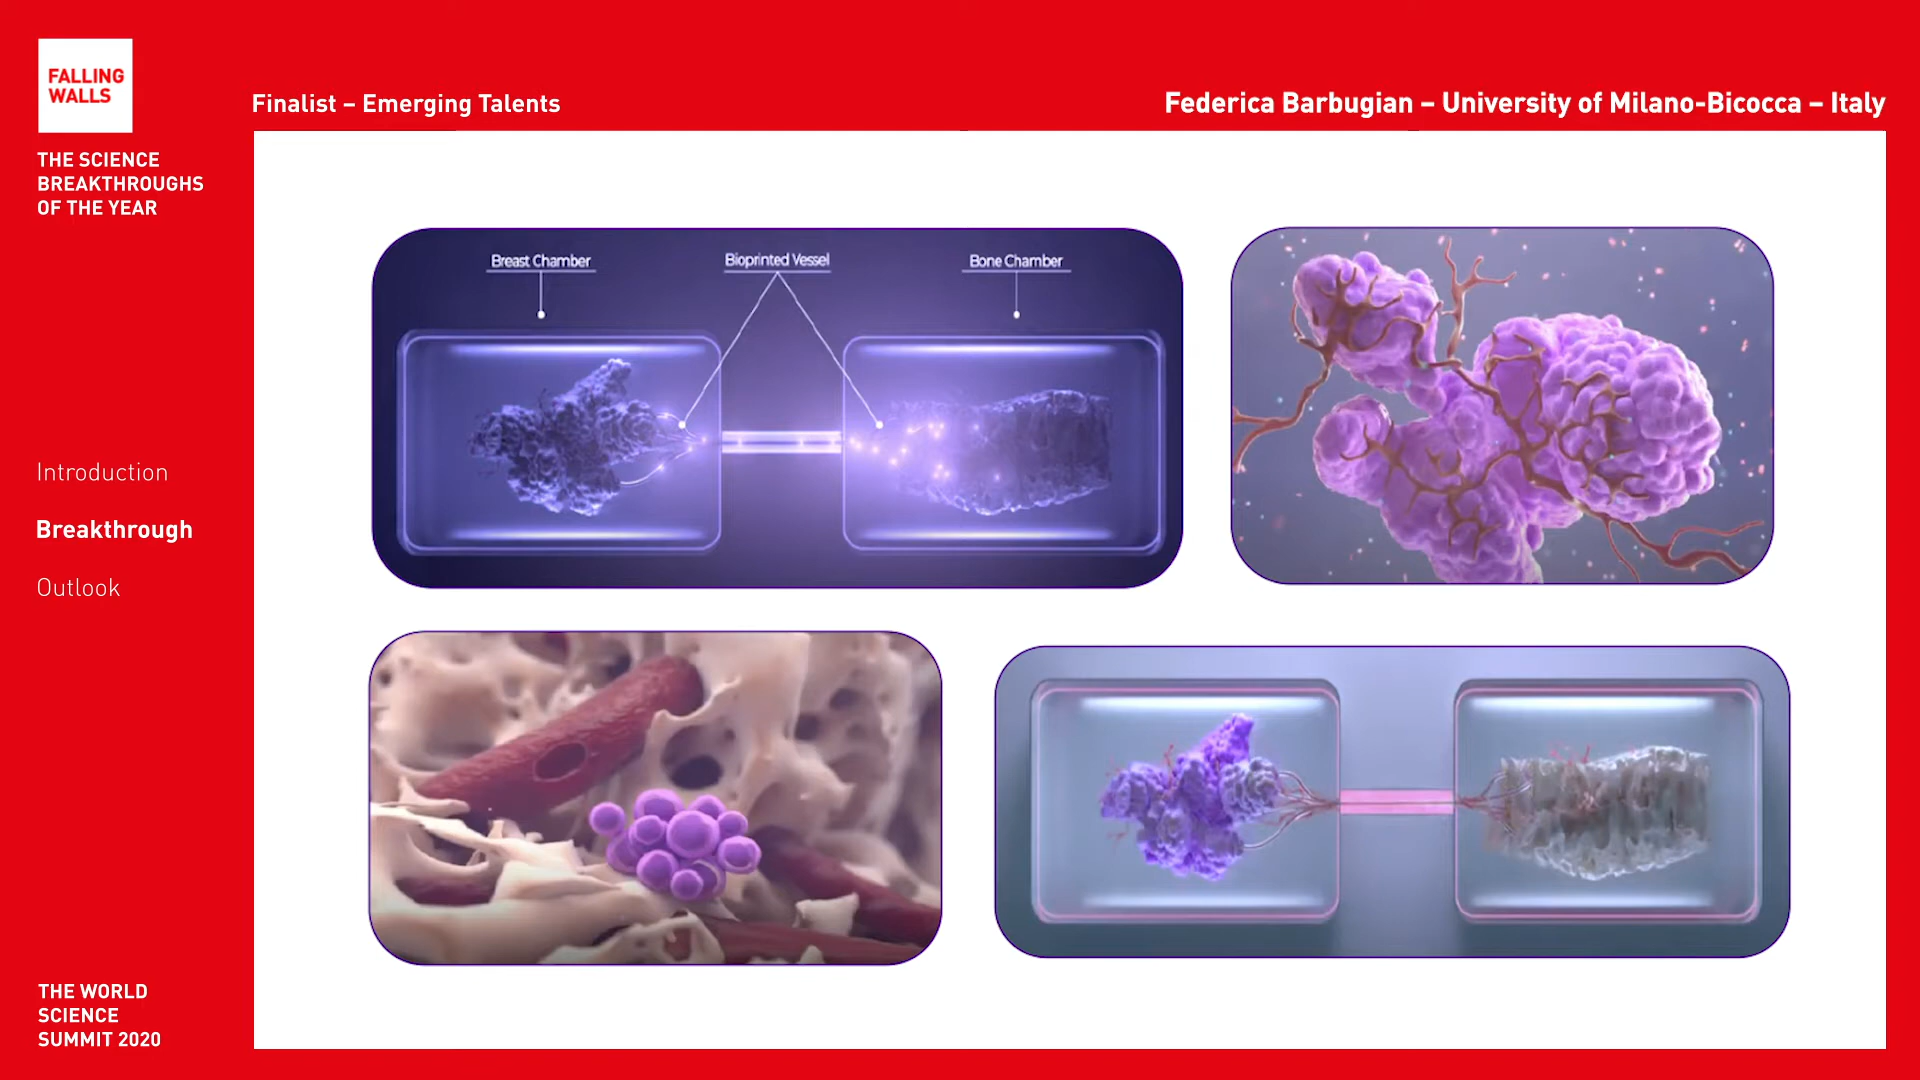 FALLING
WALLS
THE SCIENCE
BREAKTHROUGHS
OF THE YEAR
Finalist – Emerging Talents
Federica Barbugian – University of Milano-Bicocca – Italy
Breast Chamber
Bioprinted Vessel
Bone Chamber
Introduction
Breakthrough
Outlook
THE WORLD
SCIENCE
SUMMIT 2020